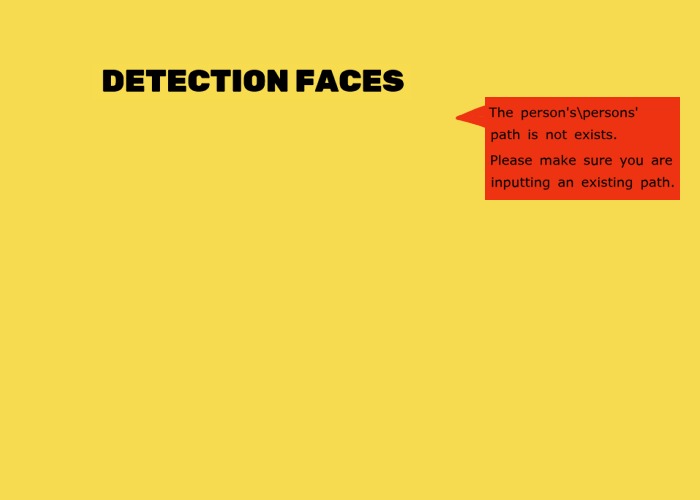 DETECTION FACES
The person's\persons'
path is not exists.
Please make sure you are
inputting an existing path.